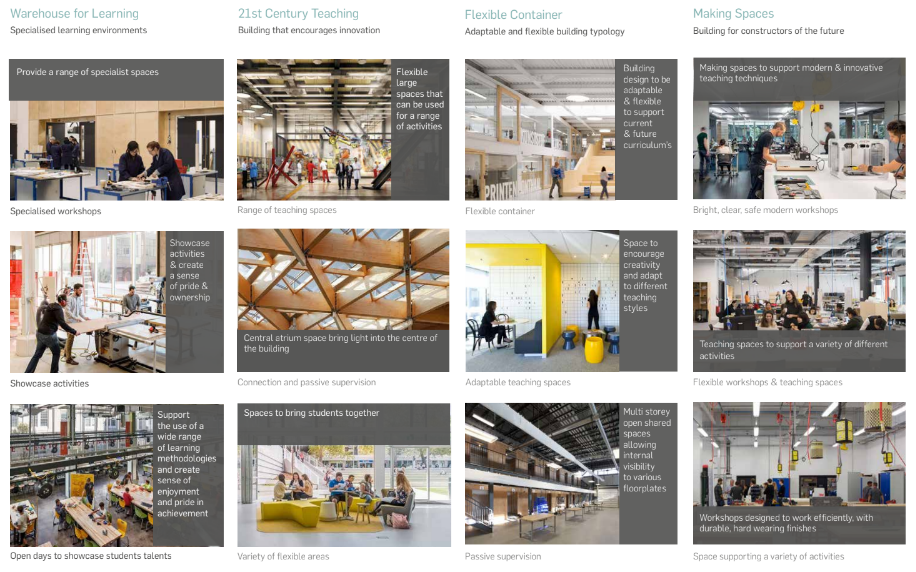 Warehouse for Learning
Specialised learning environments
Provide a range of specialist spaces
Specialised workshops
Showcase
activities
& create
a sense
of pride &
ownership
Showcase activities
Support
the use of a
wide range
of learning
methodologies
and create
sense of
enjoyment
and pride in
achievement
Open days to showcase students talents
21st Century Teaching
Building that encourages innovation
Flexible
large
spaces that
can be used
for a range
of activities
Range of teaching spaces
Central atrium space bring light into the centre of
the building
Connection and passive supervision
Spaces to bring students together
Variety of flexible areas
Flexible Container
Adaptable and flexible building typology
Building
design to be
adaptable
& flexible
to support
current
& future
curriculum's
Flexible container
Space to
encourage
creativity
and adapt
to different
teaching
styles
Adaptable teaching spaces
Multi storey
open shared
spaces
allowing
internal
visibility
to various
floorplates
Passive supervision
Making Spaces
Building for constructors of the future
Making spaces to support modern & innovative
teaching techniques
Bright, clear, safe modern workshops
Teaching spaces to support a variety of different
activities
Flexible workshops & teaching spaces
Workshops designed to work efficiently, with
durable, hard wearing finishes
Space supporting a variety of activities